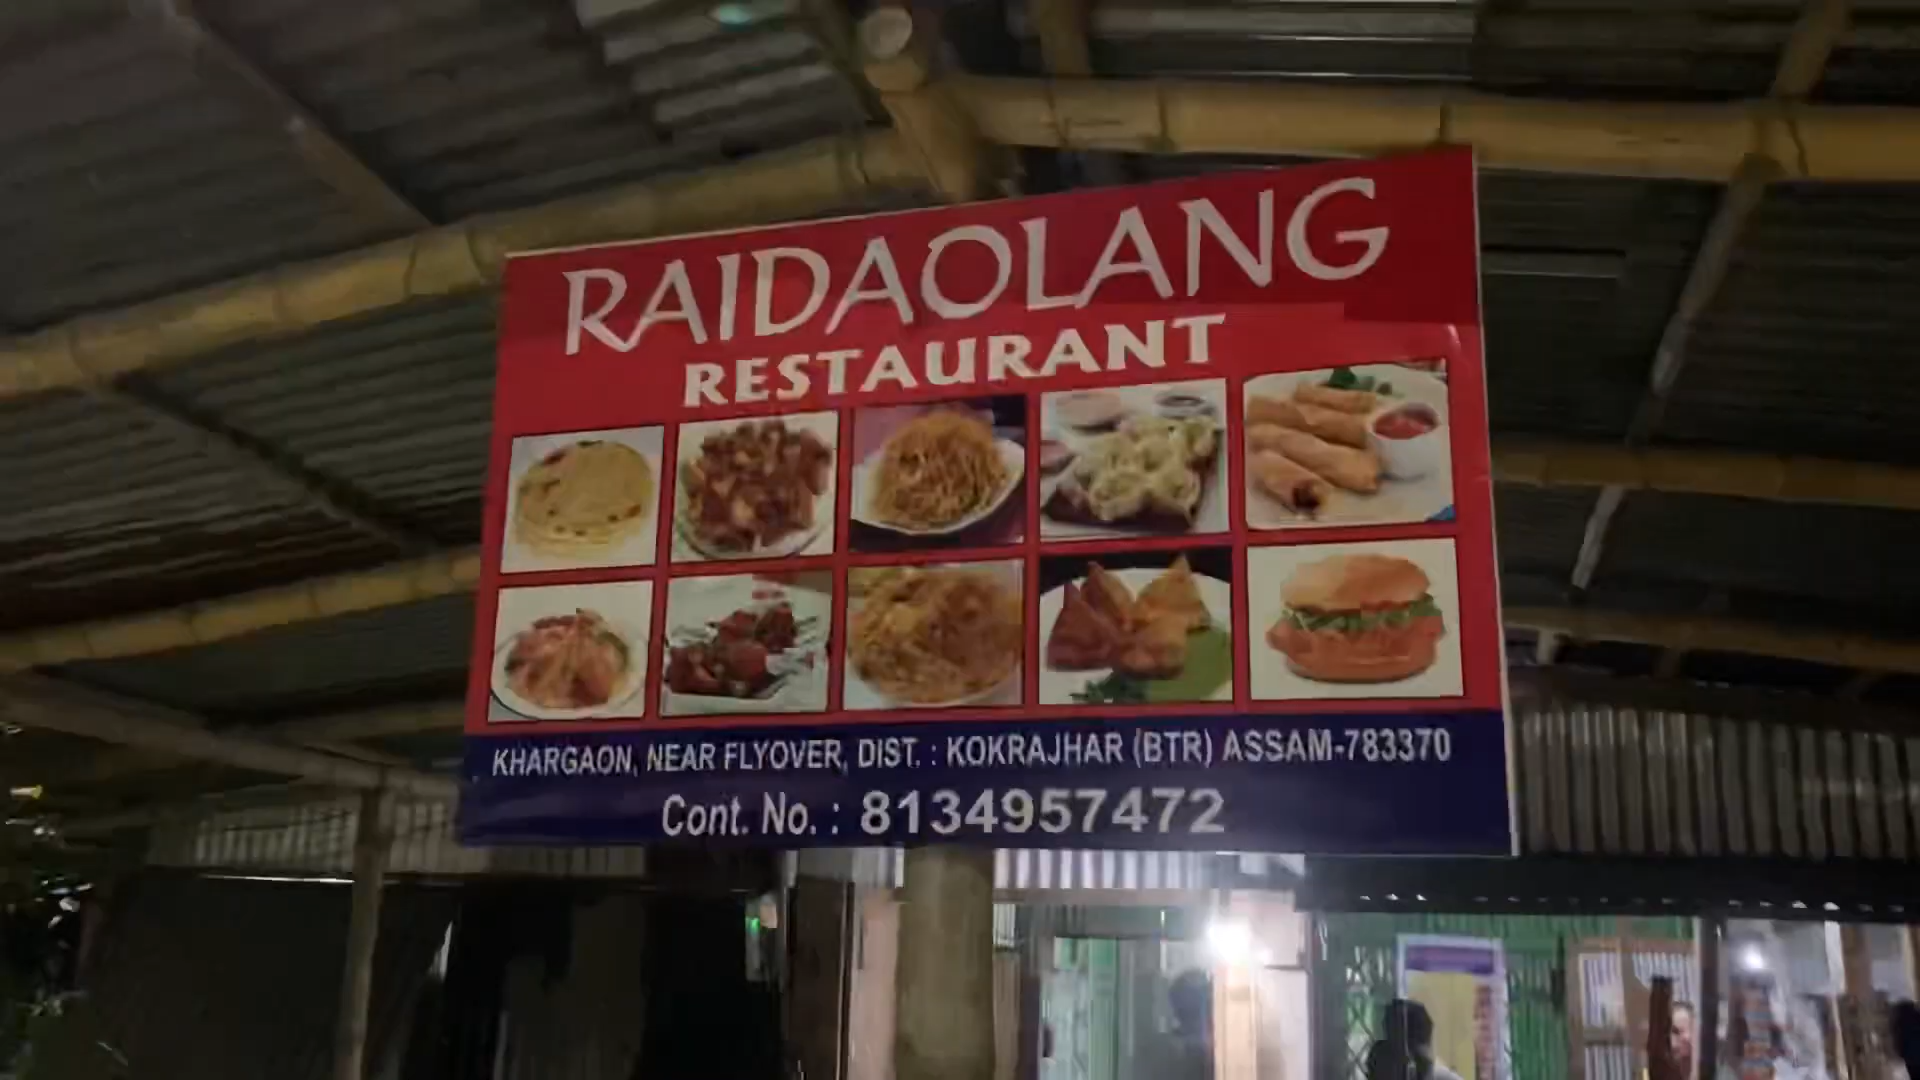 RAIDAOLANG
RESTAURANT
KHARGAON, NEAR FLYOVER, DIST. : KOKRAJHAR (BTR) ASSAM-783370
Cont. No. : 8134957472